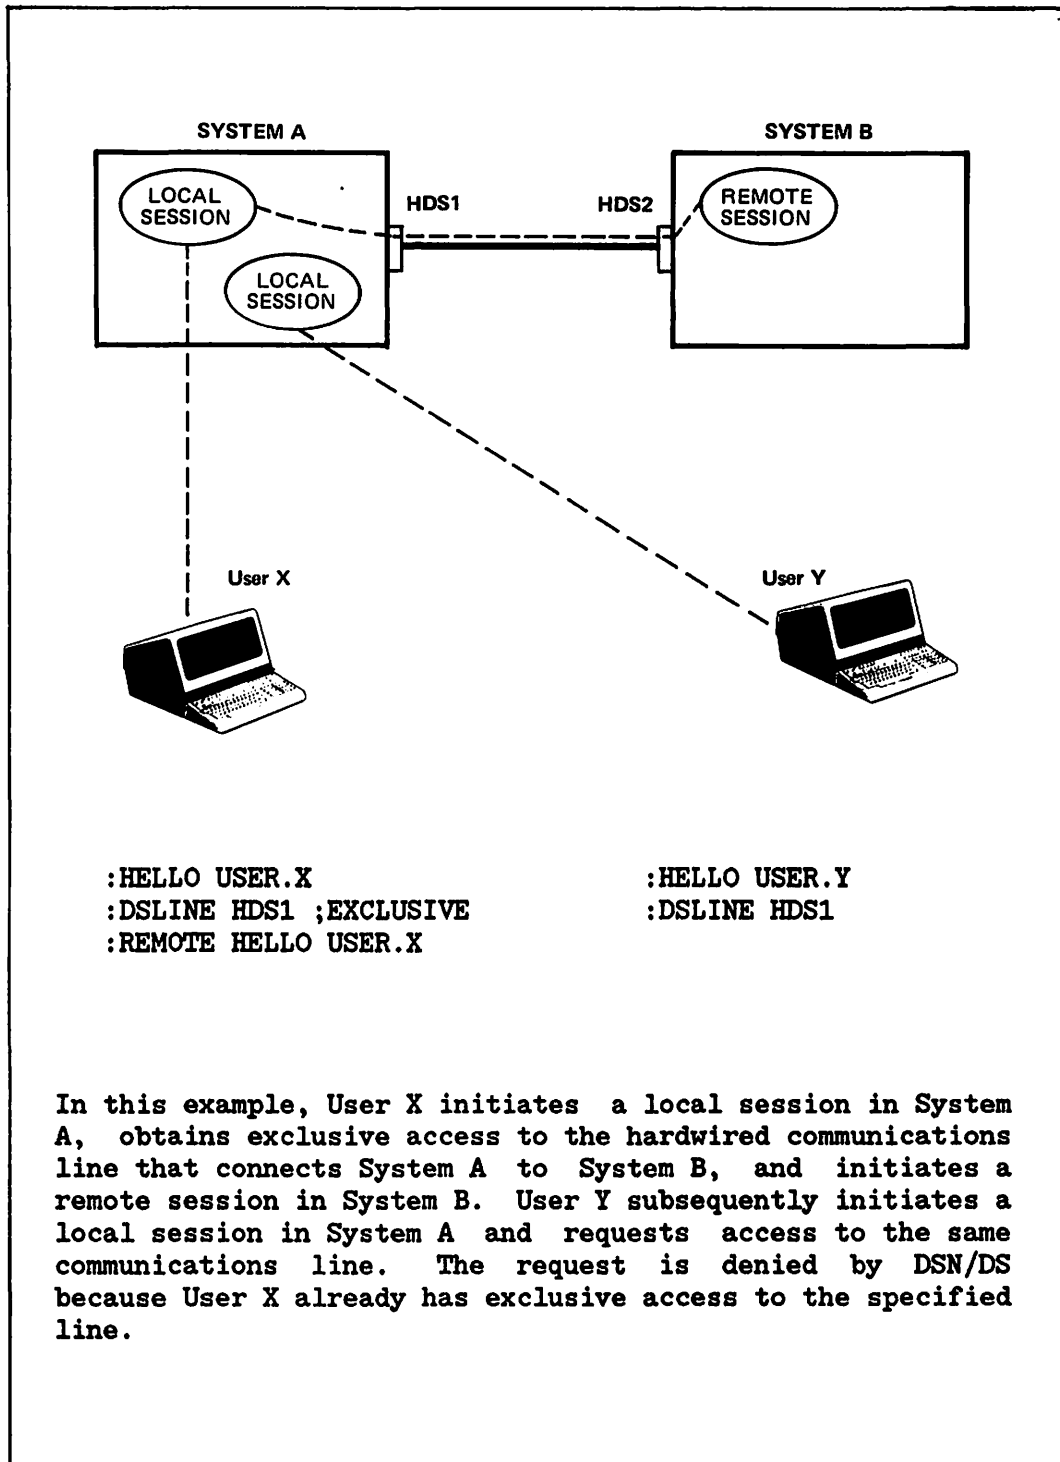 SYSTEM A
SYSTEM B
LOCAL
SESSION
HDS1
HDS2
REMOTE
SESSION
LOCAL
SESSION
User X
User Y
:HELLO USER.X
:DSLINE HDS1 ;EXCLUSIVE
:REMOTE HELLO USER.X
:HELLO USER.Y
:DSLINE HDS1
In this example, User X initiates a local session in System
A, obtains exclusive access to the hardwired communications
line that connects System A to System B, and initiates a
remote session in System B. User Y subsequently initiates a
local session in System A and requests access to the same
communications line. The request is denied by DSN/DS
because User X already has exclusive access to the specified
line.